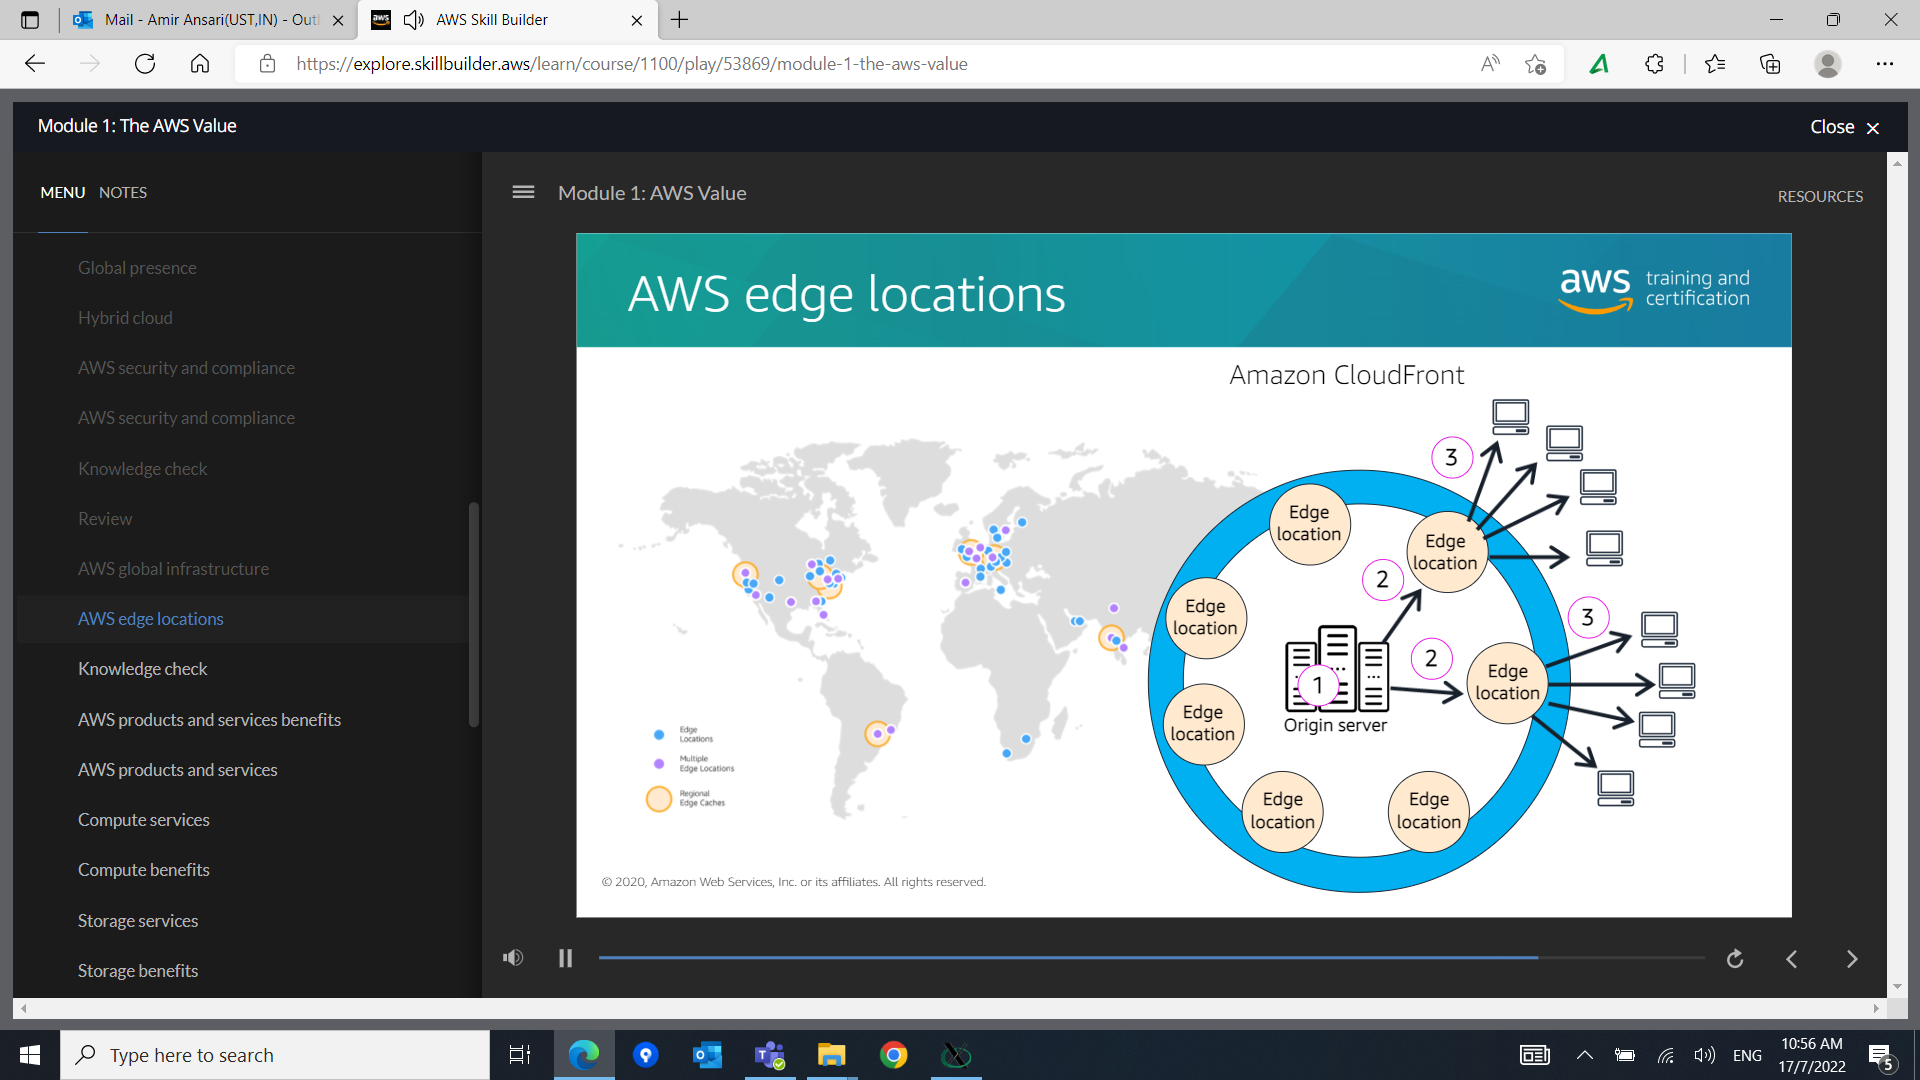 Mail - Amir Ansari(UST,IN) - Out
aws
AWS Skill Builder
https://explore.skillbuilder.aws/learn/course/1100/play/53869/module-1-the-aws-value
Module 1: The AWS Value
Close
MENU
NOTES
Module 1: AWS Value
RESOURCES
Global presence
Hybrid cloud
AWS security and compliance
AWS security and compliance
Knowledge check
Review
AWS global infrastructure
AWS edge locations
Knowledge check
AWS products and services benefits
AWS products and services
Compute services
Compute benefits
Storage services
Storage benefits
AWS edge locations
aws training and
certification
Amazon CloudFront
3
Edge
location
Edge
location
2
Edge
location
3
2
1
Edge
location
Origin server
Edge
location
Edge
location
Edge
location
Edge
Locations
Multiple
Edge Locations
Regional
Edge Caches
© 2020, Amazon Web Services, Inc. or its affiliates. All rights reserved.
Type here to search
ENG
10:56 AM
17/7/2022
5